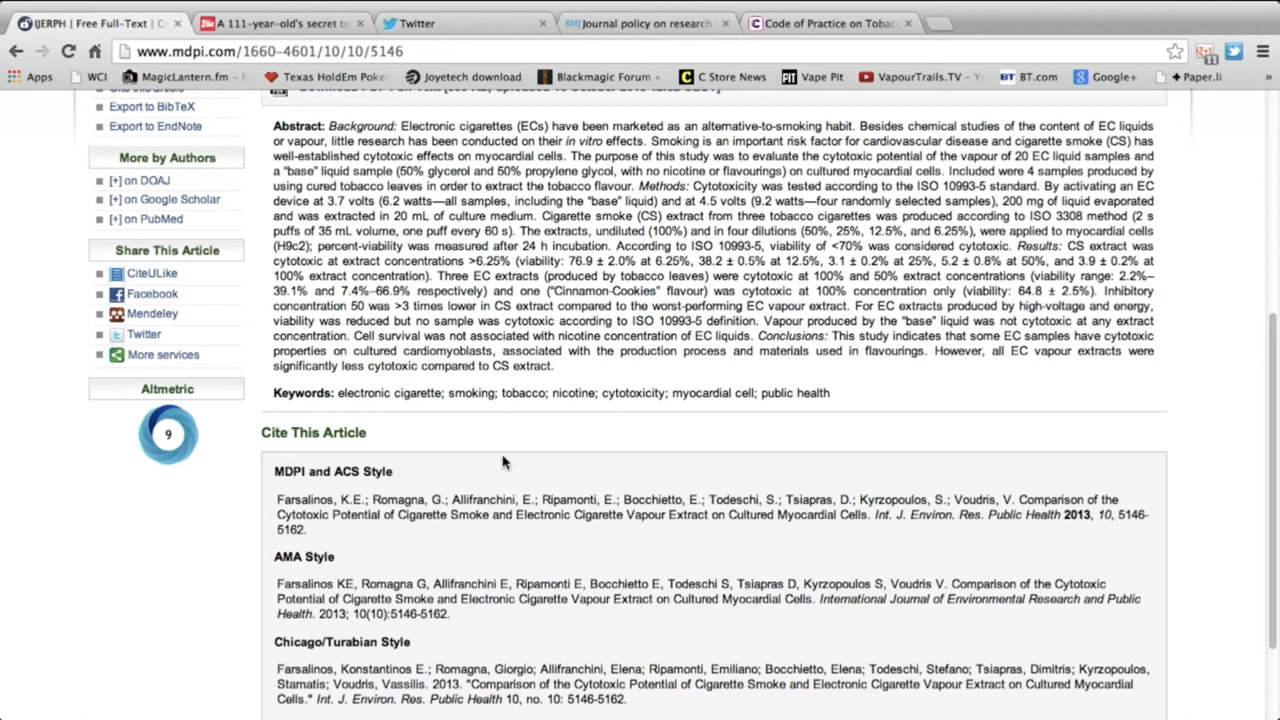 IJERPH | Free Full-Text | C
A 111-year-old's secret to
Twitter
BMJ Journal policy on research
C Code of Practice on Tobac
www.mdpi.com/1660-4601/10/10/5146
11
Apps
WCI
MagicLantern.fm -
Texas HoldEm Poke
Joyetech download
Blackmagic Forum •
C Store News
PIT Vape Pit
VapourTrails.TV -
BT BT.com
Google+
+ Paper.li
»
Cite this article
Export to BibTeX
Export to EndNote
More by Authors
[+] on DOAJ
[+] on Google Scholar
[+] on PubMed
Share This Article
CiteULike
Facebook
Mendeley
Twitter
More services
Altmetric
9
Abstract: Background: Electronic cigarettes (ECs) have been marketed as an alternative-to-smoking habit. Besides chemical studies of the content of EC liquids
or vapour, little research has been conducted on their in vitro effects. Smoking is an important risk factor for cardiovascular disease and cigarette smoke (CS) has
well-established cytotoxic effects on myocardial cells. The purpose of this study was to evaluate the cytotoxic potential of the vapour of 20 EC liquid samples and
a “base” liquid sample (50% glycerol and 50% propylene glycol, with no nicotine or flavourings) on cultured myocardial cells. Included were 4 samples produced by
using cured tobacco leaves in order to extract the tobacco flavour. Methods: Cytotoxicity was tested according to the ISO 10993-5 standard. By activating an EC
device at 3.7 volts (6.2 watts—all samples, including the “base” liquid) and at 4.5 volts (9.2 watts—four randomly selected samples), 200 mg of liquid evaporated
and was extracted in 20 mL of culture medium. Cigarette smoke (CS) extract from three tobacco cigarettes was produced according to ISO 3308 method (2 s
puffs of 35 mL volume, one puff every 60 s). The extracts, undiluted (100%) and in four dilutions (50%, 25%, 12.5%, and 6.25%), were applied to myocardial cells
(H9c2); percent-viability was measured after 24 h incubation. According to ISO 10993-5, viability of <70% was considered cytotoxic. Results: CS extract was
cytotoxic at extract concentrations >6.25% (viability: 76.9 ± 2.0% at 6.25%, 38.2 ± 0.5% at 12.5%, 3.1 ± 0.2% at 25%, 5.2 ± 0.8% at 50%, and 3.9 ± 0.2% at
100% extract concentration). Three EC extracts (produced by tobacco leaves) were cytotoxic at 100% and 50% extract concentrations (viability range: 2.2%–
39.1% and 7.4%–66.9% respectively) and one (“Cinnamon-Cookies” flavour) was cytotoxic at 100% concentration only (viability: 64.8 ± 2.5%). Inhibitory
concentration 50 was >3 times lower in CS extract compared to the worst-performing EC vapour extract. For EC extracts produced by high-voltage and energy,
viability was reduced but no sample was cytotoxic according to ISO 10993-5 definition. Vapour produced by the “base” liquid was not cytotoxic at any extract
concentration. Cell survival was not associated with nicotine concentration of EC liquids. Conclusions: This study indicates that some EC samples have cytotoxic
properties on cultured cardiomyoblasts, associated with the production process and materials used in flavourings. However, all EC vapour extracts were
significantly less cytotoxic compared to CS extract.
Keywords: electronic cigarette; smoking; tobacco; nicotine; cytotoxicity; myocardial cell; public health
Cite This Article
MDPI and ACS Style
Farsalinos, K.E.; Romagna, G.; Allifranchini, E.; Ripamonti, E.; Bocchietto, E.; Todeschi, S.; Tsiapras, D.; Kyrzopoulos, S.; Voudris, V. Comparison of the
Cytotoxic Potential of Cigarette Smoke and Electronic Cigarette Vapour Extract on Cultured Myocardial Cells. Int. J. Environ. Res. Public Health 2013, 10, 5146-
5162.
AMA Style
Farsalinos KE, Romagna G, Allifranchini E, Ripamonti E, Bocchietto E, Todeschi S, Tsiapras D, Kyrzopoulos S, Voudris V. Comparison of the Cytotoxic
Potential of Cigarette Smoke and Electronic Cigarette Vapour Extract on Cultured Myocardial Cells. International Journal of Environmental Research and Public
Health. 2013; 10(10):5146-5162.
Chicago/Turabian Style
Farsalinos, Konstantinos E.; Romagna, Giorgio; Allifranchini, Elena; Ripamonti, Emiliano; Bocchietto, Elena; Todeschi, Stefano; Tsiapras, Dimitris; Kyrzopoulos,
Stamatis; Voudris, Vassilis. 2013. "Comparison of the Cytotoxic Potential of Cigarette Smoke and Electronic Cigarette Vapour Extract on Cultured Myocardial
Cells." Int. J. Environ. Res. Public Health 10, no. 10: 5146-5162.